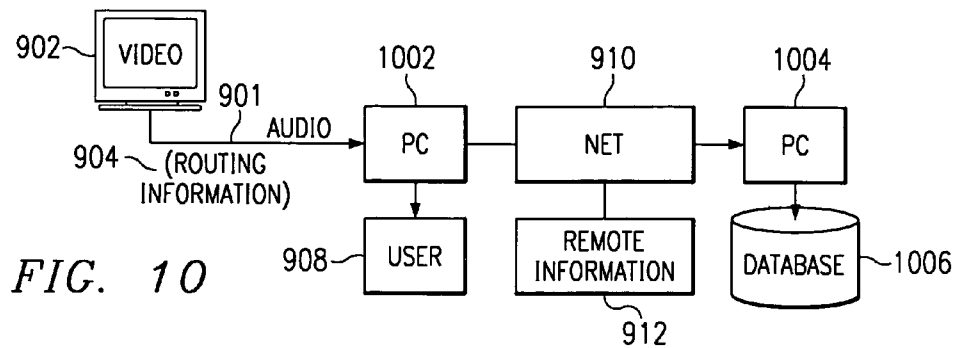 902
VIDEO
901
AUDIO
904
(ROUTING
INFORMATION)
1002
PC
910
NET
1004
PC
908
USER
REMOTE
INFORMATION
912
DATABASE
1006
FIG. 10